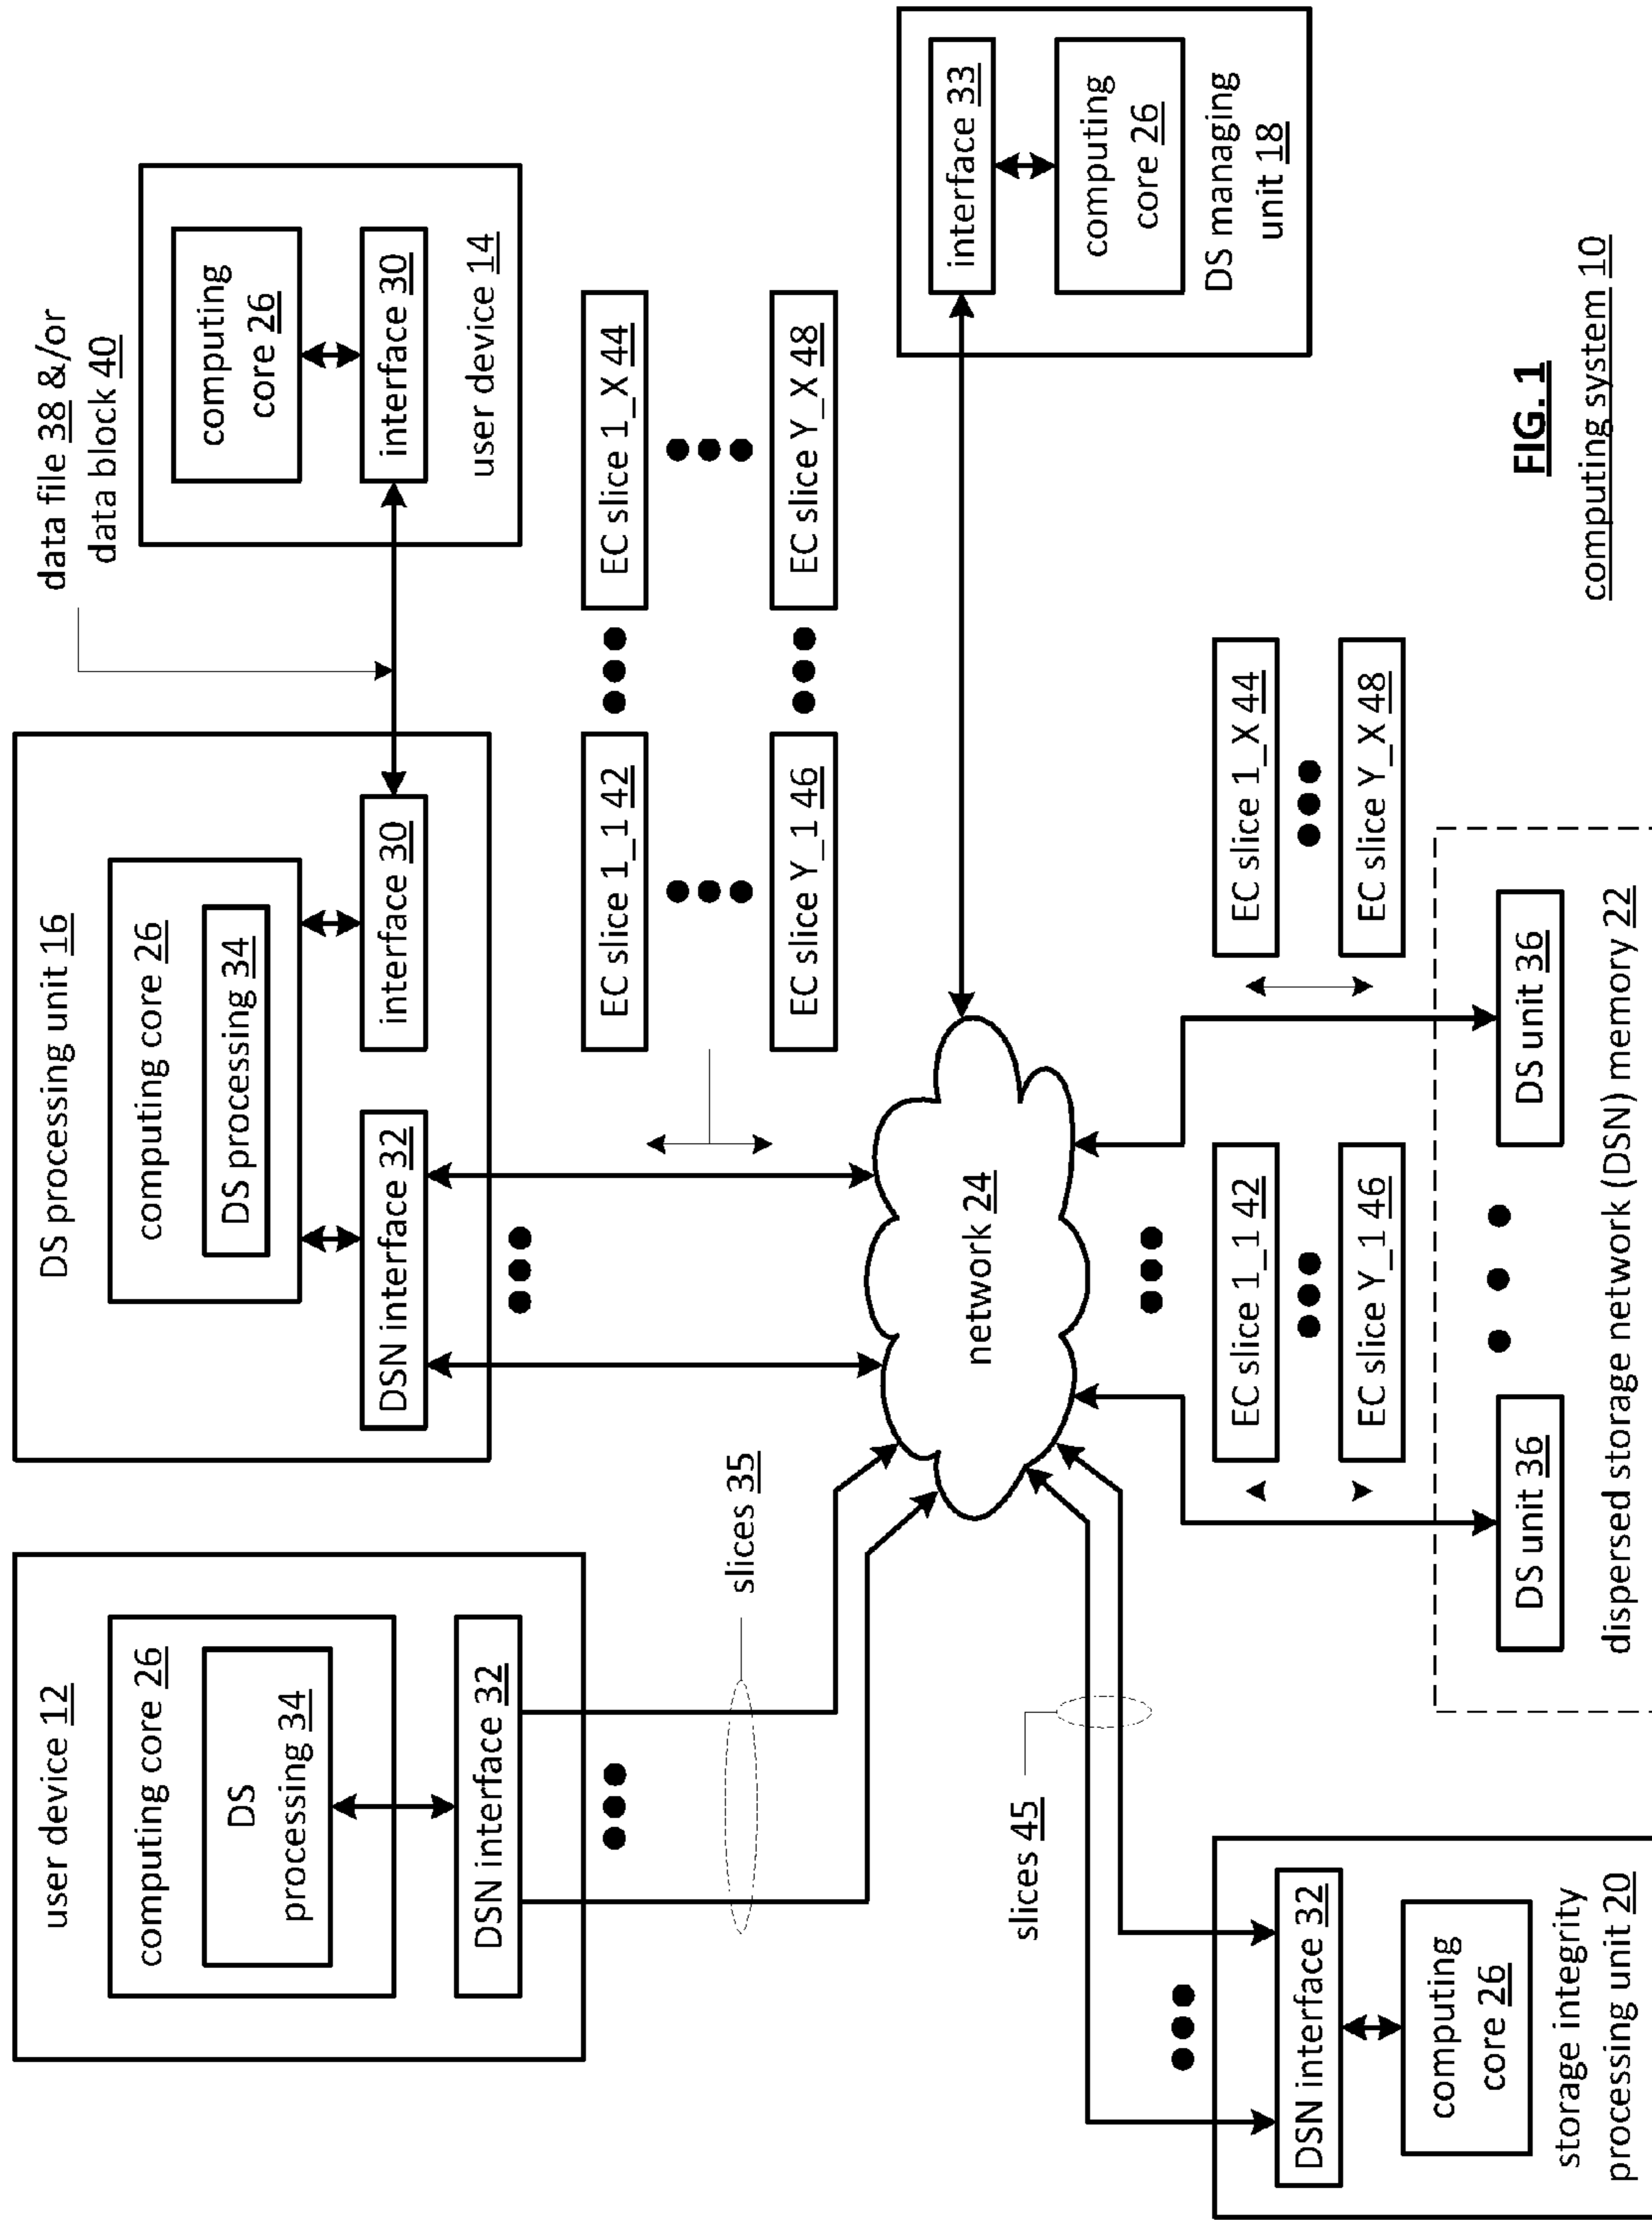 user device 12
computing core 26
DS
processing 34
DSN interface 32
slices 35
DS processing unit 16
computing core 26
DS processing 34
DSN interface 32
interface 30
data file 38 &/or
data block 40
computing
core 26
interface 30
user device 14
EC slice 1_1 42
EC slice 1_X 44
EC slice Y_1 46
EC slice Y_X 48
network 24
interface 33
computing
core 26
DS managing
unit 18
slices 45
DSN interface 32
computing
core 26
storage integrity
processing unit 20
EC slice 1_1 42
EC slice Y_1 46
EC slice 1_X 44
EC slice Y_X 48
DS unit 36
DS unit 36
dispersed storage network (DSN) memory 22
FIG. 1
computing system 10